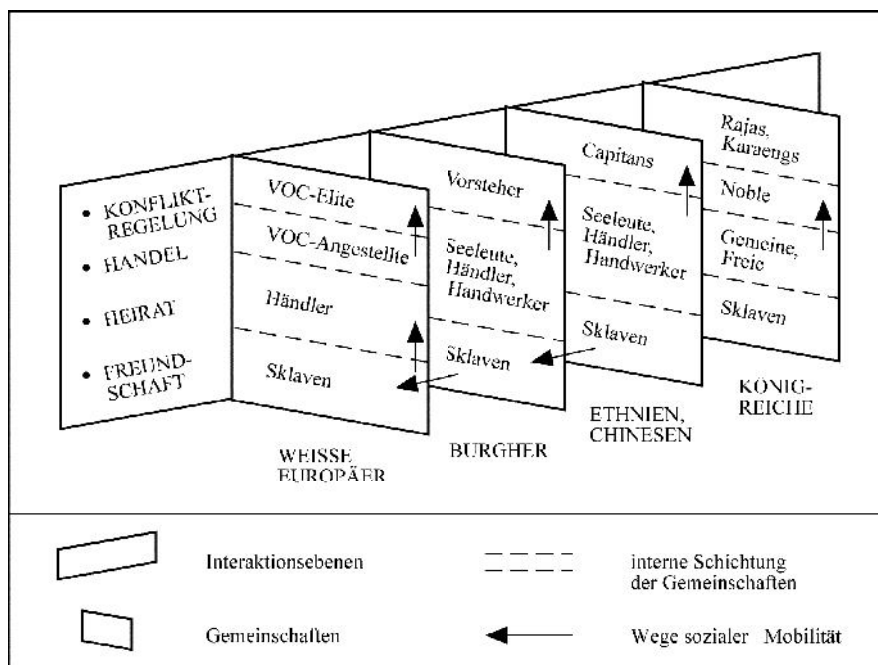 • KONFLIKT-
REGELUNG
• HANDEL
• HEIRAT
• FREUND-
SCHAFT
VOC-Elite
VOC-Angestellte
Händler
Sklaven
WEISSE
EUROPÄER
Vorsteher
Seeleute,
Händler,
Handwerker
Sklaven
BURGHER
Capitans
Seeleute,
Händler,
Handwerker
Sklaven
ETHNIEN,
CHINESEN
Rajas,
Karaengs
Noble
Gemeine,
Freie
Sklaven
KÖNIG-
REICHE
Interaktionsebenen
interne Schichtung
der Gemeinschaften
Gemeinschaften
Wege sozialer Mobilität